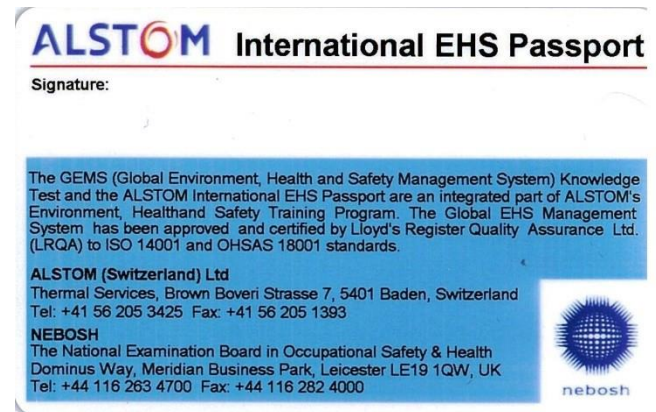 ALSTOM International EHS Passport
Signature:
The GEMS (Global Environment, Health and Safety Management System) Knowledge
Test and the ALSTOM International EHS Passport are an integrated part of ALSTOM's
Environment, Healthand Safety Training Program. The Global EHS Management
System has been approved and certified by Lloyd's Register Quality Assurance Ltd.
(LRQA) to ISO 14001 and OHSAS 18001 standards.
ALSTOM (Switzerland) Ltd
Thermal Services, Brown Boveri Strasse 7, 5401 Baden, Switzerland
Tel: +41 56 205 3425 Fax: +41 56 205 1393
NEBOSH
The National Examination Board in Occupational Safety & Health
Dominus Way, Meridian Business Park, Leicester LE19 1QW, UK
Tel: +44 116 263 4700 Fax: +44 116 282 4000
nebosh